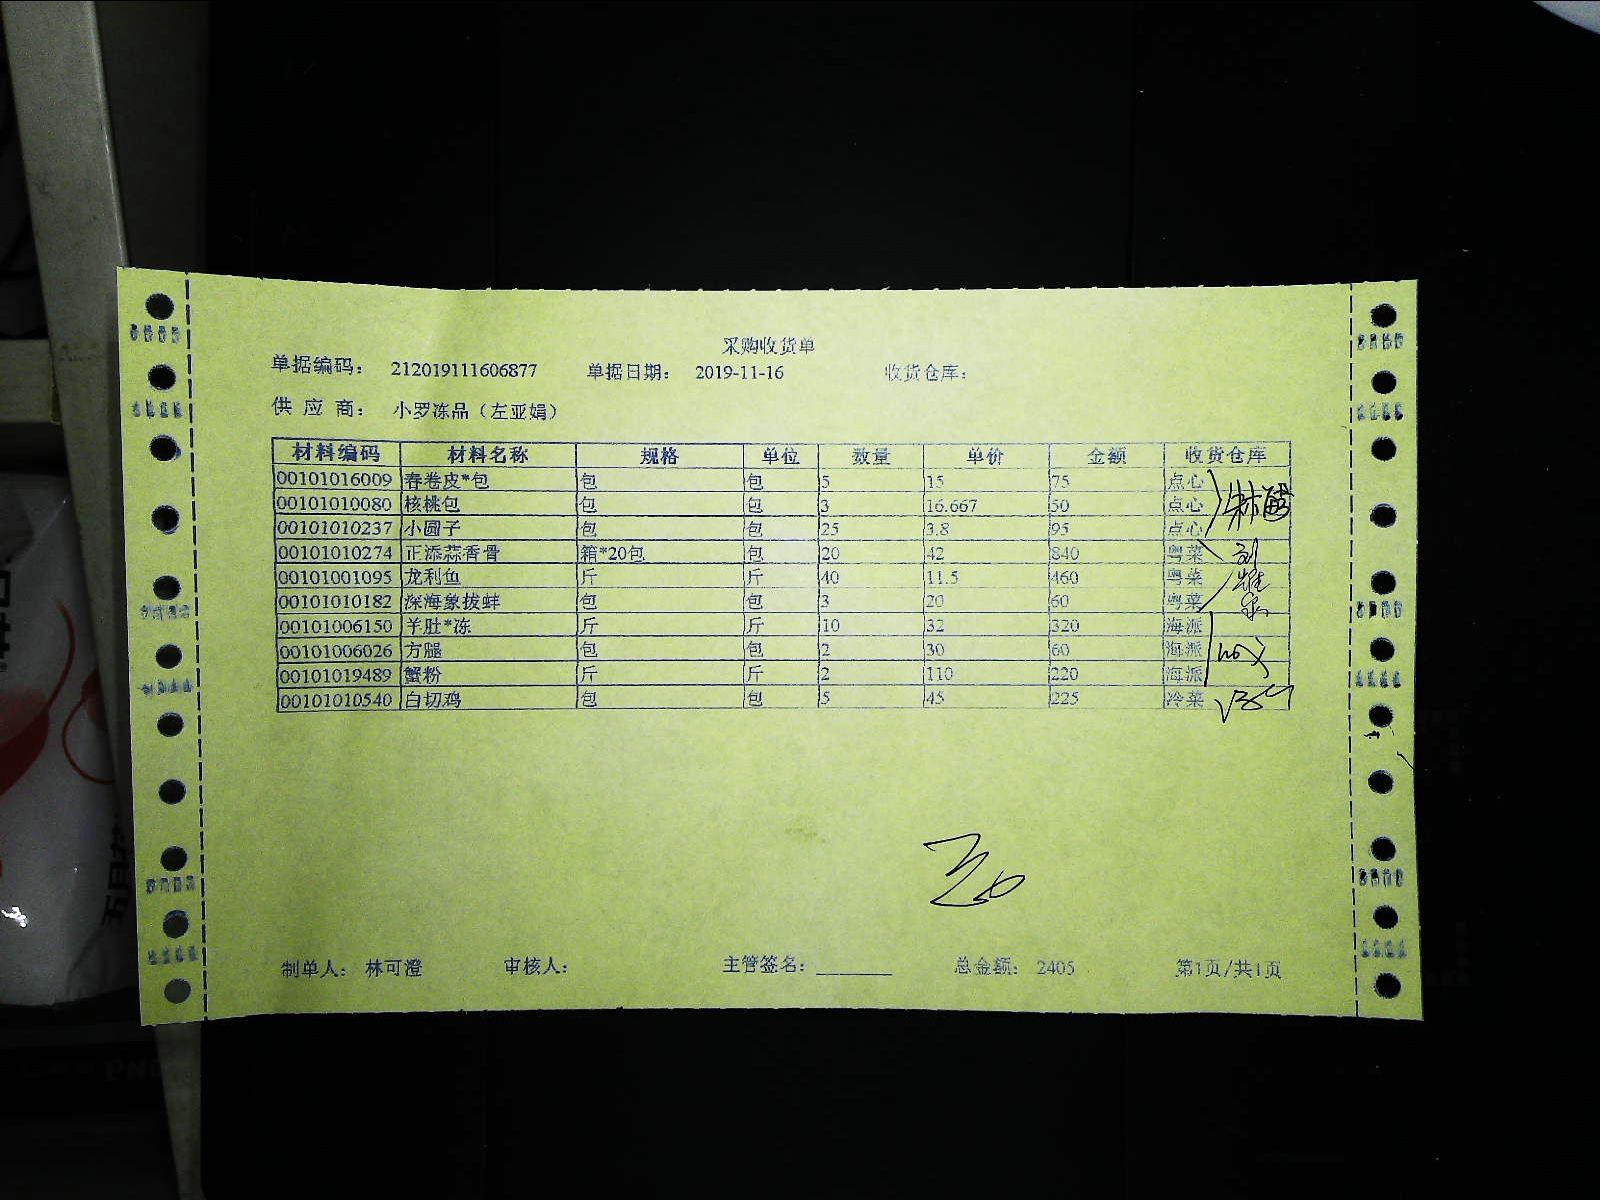 采购收货单
单据编码： 212019111606877 单据日期： 2019-11-16 收货仓库：
供 应 商： 小罗冻品（左亚娟）
材料编码 材料名称 规格 单位 数量 单价 金额 收货仓库
00101016009 春卷皮*包 包 包 5 15 75 点心
00101010080 核桃包 包 包 3 16.667 50 点心
00101010237 小圆子 包 包 25 3.8 95 点心
00101010274 正添蒜香骨 箱*20包 包 20 42 840 粤菜
00101001095 龙利鱼 斤 斤 40 11.5 460 粤菜
00101010182 深海象拔蚌 包 包 3 20 60 粤菜
00101006150 羊肚*冻 斤 斤 10 32 320 海派
00101006026 方腿 包 包 2 30 60 海派
00101019489 蟹粉 斤 斤 2 110 220 海派
00101010540 白切鸡 包 包 5 45 225 冷菜
制单人： 林可澄 审核人： 主管签名： 总金额： 2405 第1页/共1页